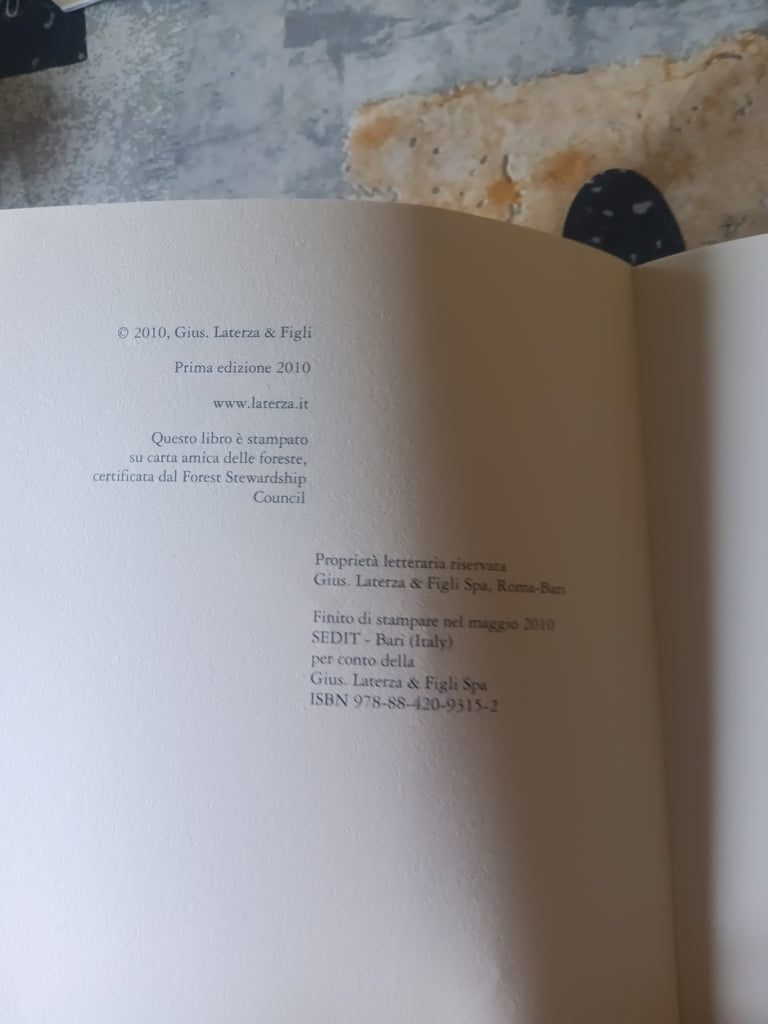 © 2010, Gius. Laterza & Figli
Prima edizione 2010
www.laterza.it
Questo libro è stampato
su carta amica delle foreste,
certificata dal Forest Stewardship
Council
Proprietà letteraria riservata
Gius. Laterza & Figli Spa, Roma-Bari
Finito di stampare nel maggio 2010
SEDIT - Bari (Italy)
per conto della
Gius. Laterza & Figli Spa
ISBN 978-88-420-9315-2